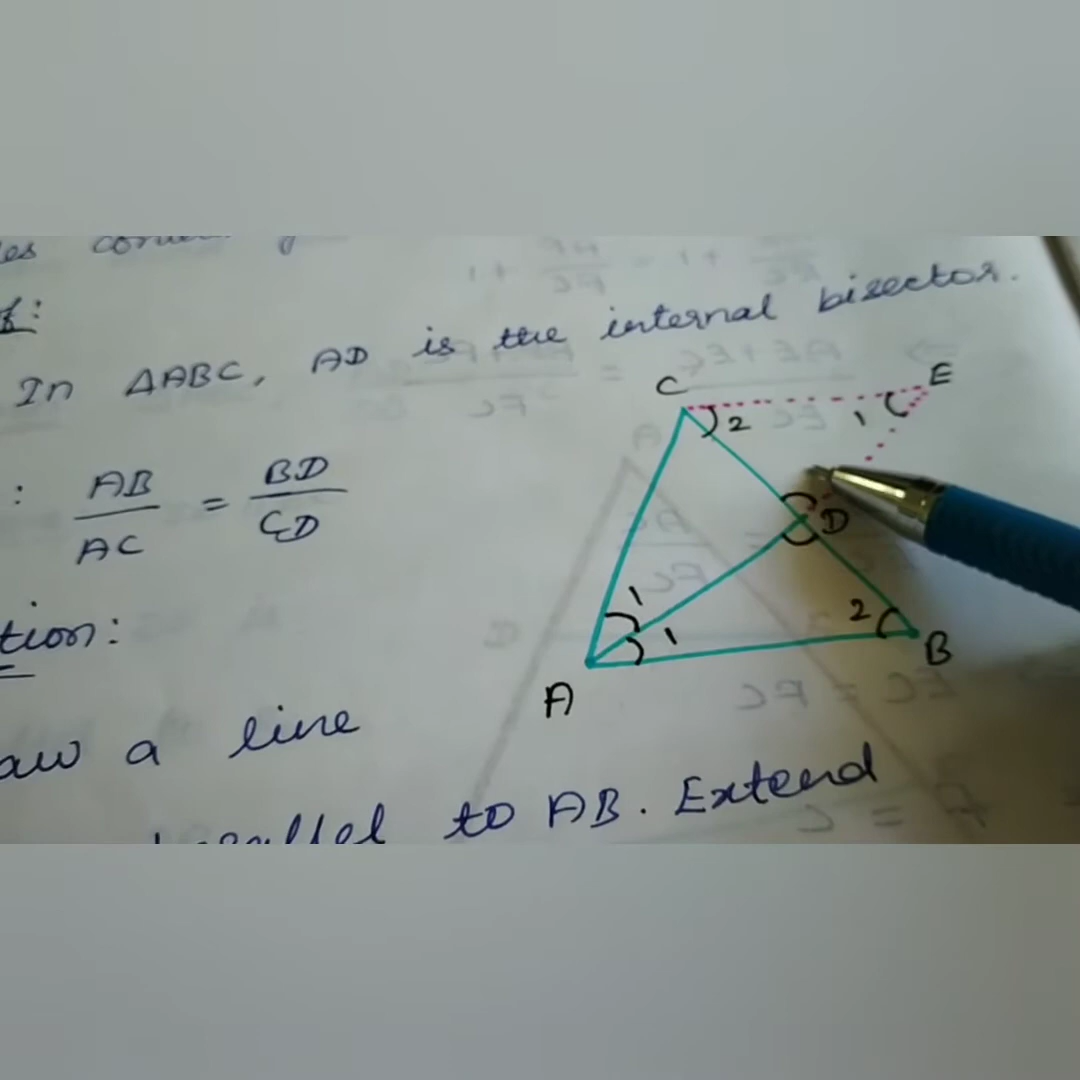 In ΔABC, AD is the internal bisector.
: AB/AC = BD/CD
tion:
aw a line
parallel to AB. Extend
C
E
2
1
D
1
1
2
B
A